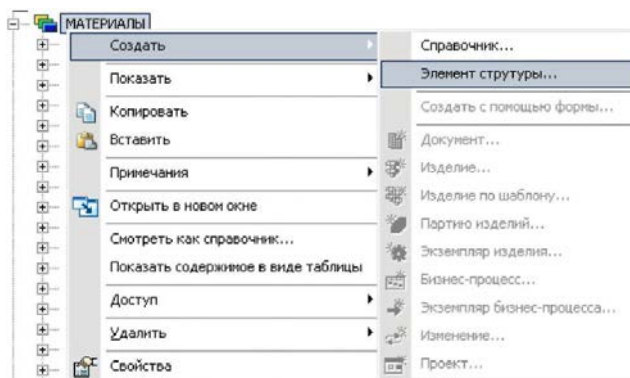 МАТЕРИАЛЫ
Создать
Показать
Копировать
Вставить
Примечания
Открыть в новом окне
Смотреть как справочник...
Показать содержимое в виде таблицы
Доступ
Удалить
Свойства
Справочник...
Элемент струтуры...
Создать с помощью формы...
Документ...
Изделие...
Изделие по шаблону...
Партию изделий...
Экземпляр изделия...
Бизнес-процесс...
Экземпляр бизнес-процесса...
Изменение...
Проект...